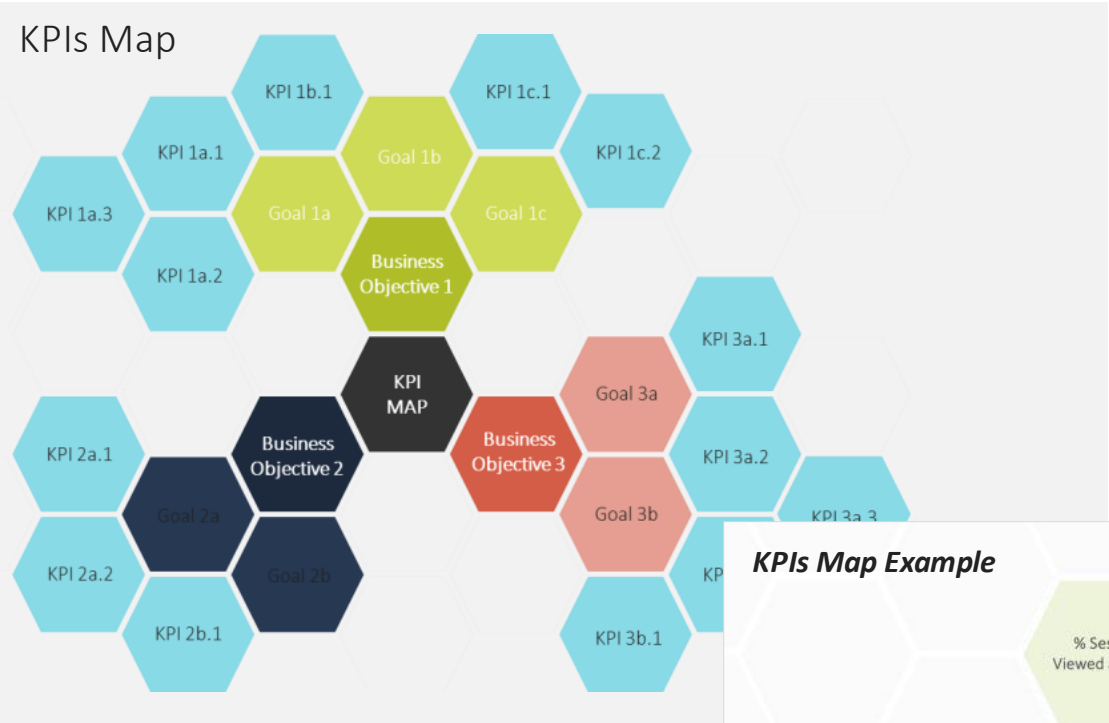 KPIs Map
KPI 1b.1
KPI 1c.1
KPI 1a.1
Goal 1b
KPI 1c.2
KPI 1a.3
Goal 1a
Goal 1c
KPI 1a.2
Business
Objective 1
KPI 3a.1
KPI
MAP
Goal 3a
KPI 2a.1
Business
Objective 2
Business
Objective 3
KPI 3a.2
Goal 2a
Goal 3b
KPI 3a.3
KPI 2a.2
Goal 2b
KP
KPIs Map Example
KPI 2b.1
KPI 3b.1
% Ses
Viewed